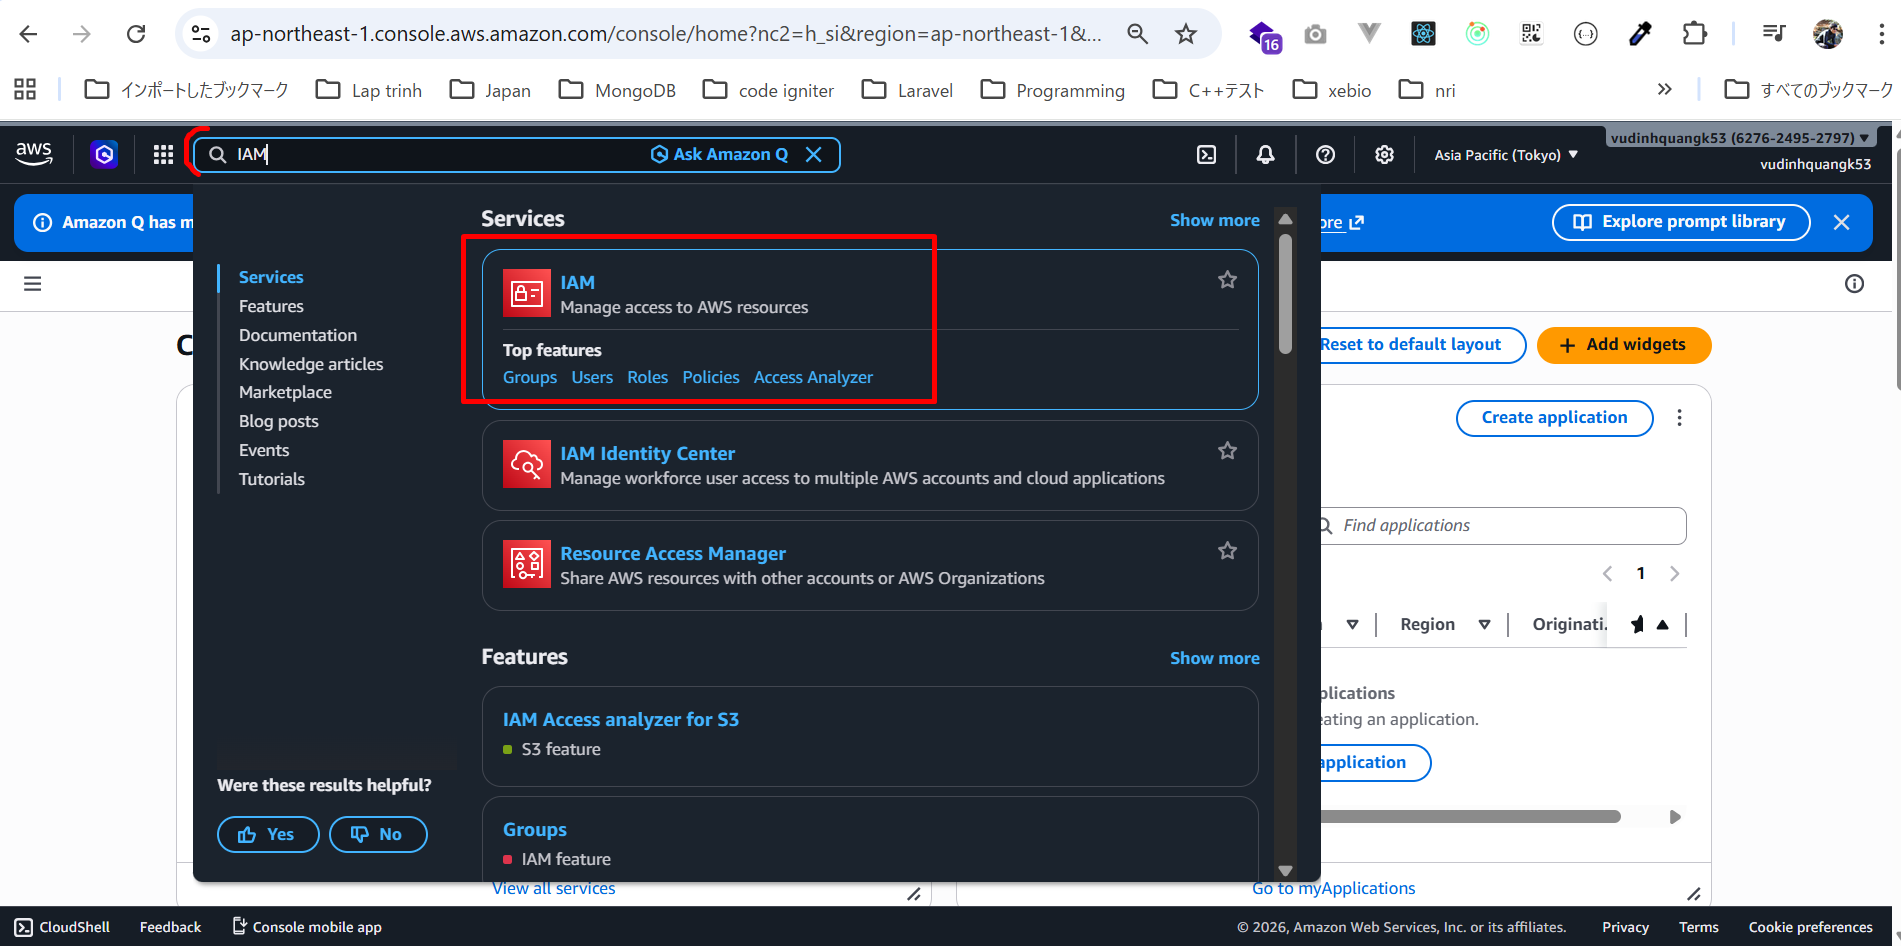 ap-northeast-1.console.aws.amazon.com/console/home?nc2=h_si&region=ap-northeast-1&...
16
インポートしたブックマーク Lap trinh Japan MongoDB code igniter Laravel Programming C++テスト xebio nri » すべてのブックマーク
aws IAM Ask Amazon Q Asia Pacific (Tokyo) vudinhquangk53 (6276-2495-2797)
vudinhquangk53
Amazon Q has m
ore Explore prompt library
Services Show more
Services
Features
Documentation
Knowledge articles
Marketplace
Blog posts
Events
Tutorials
IAM
Manage access to AWS resources
Top features
Groups Users Roles Policies Access Analyzer
IAM Identity Center
Manage workforce user access to multiple AWS accounts and cloud applications
Resource Access Manager
Share AWS resources with other accounts or AWS Organizations
Features Show more
IAM Access analyzer for S3
S3 feature
Groups
IAM feature
Were these results helpful?
Yes No
C
Reset to default layout + Add widgets
Create application
Find applications
1
Region Originati.
plications
eating an application.
application
View all services Go to myApplications
CloudShell Feedback Console mobile app © 2026, Amazon Web Services, Inc. or its affiliates. Privacy Terms Cookie preferences